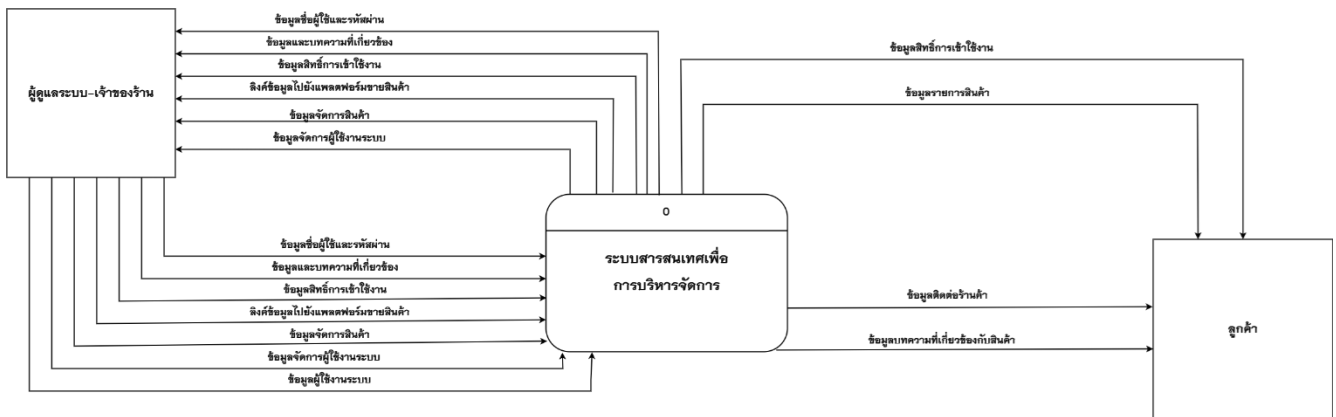 ข้อมูลชื่อผู้ใช้และรหัสผ่าน
ข้อมูลและบทความที่เกี่ยวข้อง
ข้อมูลสิทธิ์การเข้าใช้งาน
ลิงค์ข้อมูลไปยังแพลตฟอร์มขายสินค้า
ข้อมูลจัดการสินค้า
ข้อมูลจัดการผู้ใช้งานระบบ
ผู้ดูแลระบบ-เจ้าของร้าน
ข้อมูลสิทธิ์การเข้าใช้งาน
ข้อมูลรายการสินค้า
0
ระบบสารสนเทศเพื่อ
การบริหารจัดการ
ข้อมูลชื่อผู้ใช้และรหัสผ่าน
ข้อมูลและบทความที่เกี่ยวข้อง
ข้อมูลสิทธิ์การเข้าใช้งาน
ลิงค์ข้อมูลไปยังแพลตฟอร์มขายสินค้า
ข้อมูลจัดการสินค้า
ข้อมูลจัดการผู้ใช้งานระบบ
ข้อมูลผู้ใช้งานระบบ
ข้อมูลติดต่อร้านค้า
ข้อมูลบทความที่เกี่ยวข้องกับสินค้า
ลูกค้า